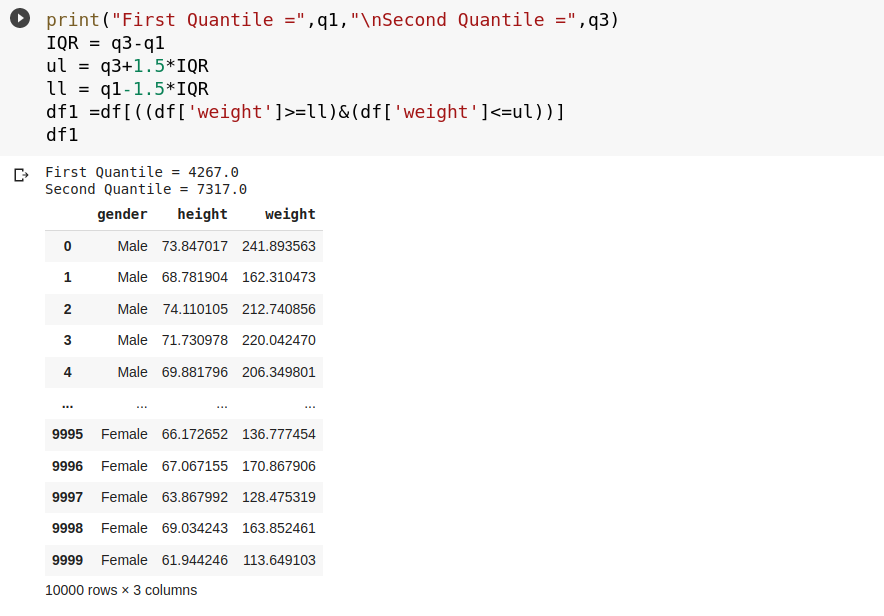 print("First Quantile =",q1,"\nSecond Quantile =",q3)
IQR = q3-q1
ul = q3+1.5*IQR
ll = q1-1.5*IQR
df1 =df[((df['weight']>=ll)&(df['weight']<=ul))]
df1
First Quantile = 4267.0
Second Quantile = 7317.0
gender height weight
0 Male 73.847017 241.893563
1 Male 68.781904 162.310473
2 Male 74.110105 212.740856
3 Male 71.730978 220.042470
4 Male 69.881796 206.349801
... ... ... ...
9995 Female 66.172652 136.777454
9996 Female 67.067155 170.867906
9997 Female 63.867992 128.475319
9998 Female 69.034243 163.852461
9999 Female 61.944246 113.649103
10000 rows × 3 columns